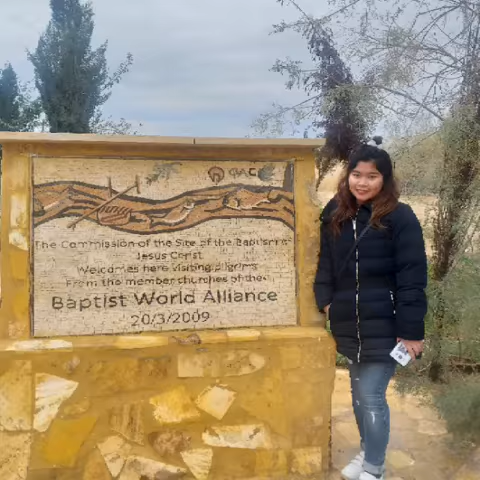 The Commission of the Site of the Baptism of
Jesus Christ
Welcomes here visiting pilgrims
From the member churches of the
Baptist World Alliance
20/3/2009